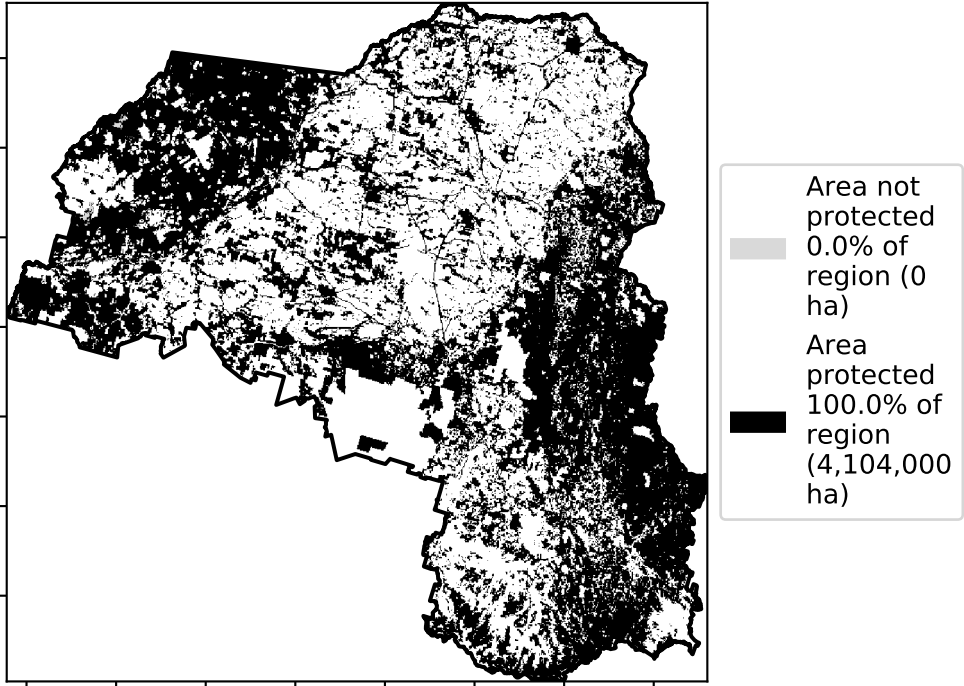 Area not
protected
0.0% of
region (0
ha)
Area
protected
100.0% of
region
(4,104,000
ha)